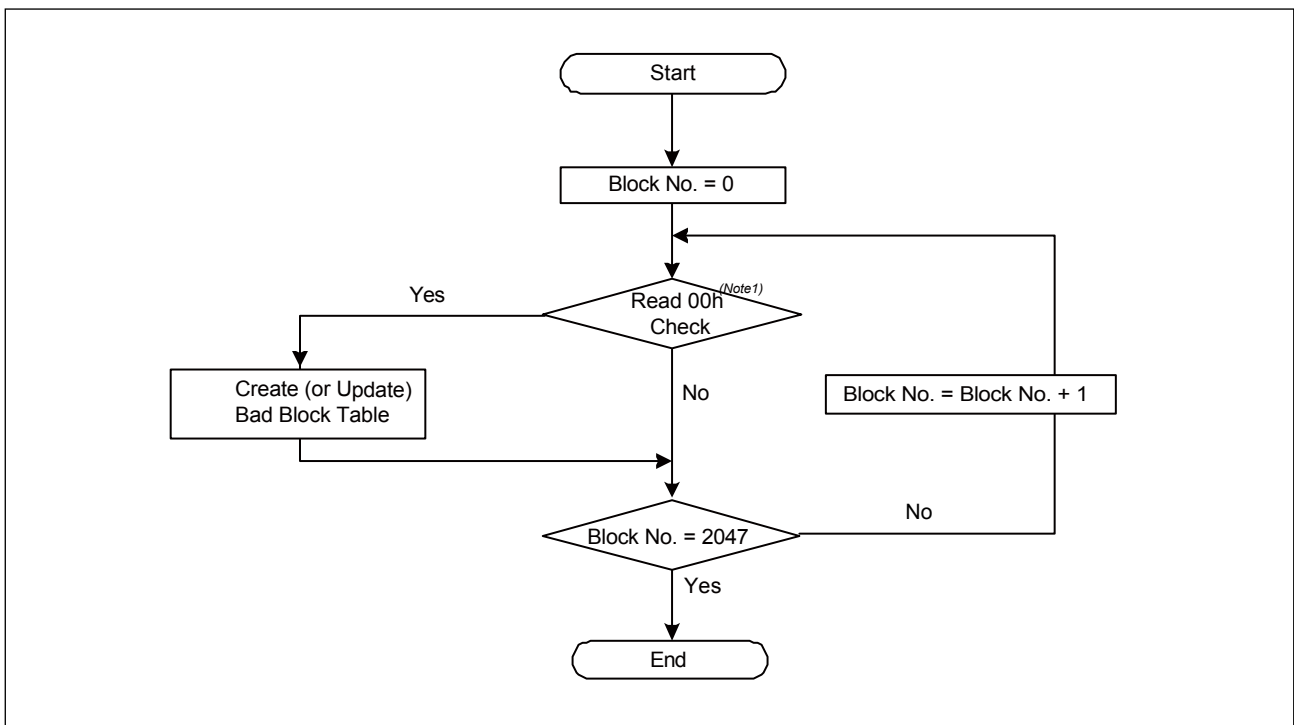 Start
Block No. = 0
Yes
Read 00h (Note1)
Check
Create (or Update)
Bad Block Table
No
Block No. = Block No. + 1
No
Block No. = 2047
Yes
End